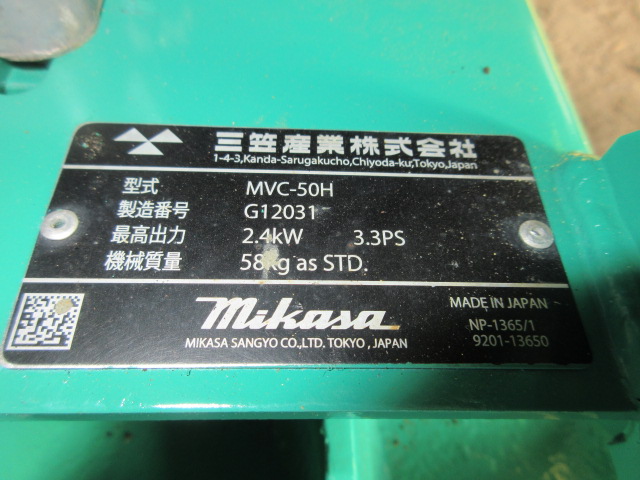 三笠産業株式会社
1-4-3,Kanda-Sarugakucho,Chiyoda-ku,Tokyo,Japan
型式 MVC-50H
製造番号 G12031
最高出力 2.4kW 3.3PS
機械質量 58kg as STD.
mikasa
MIKASA SANGYO CO.,LTD. TOKYO , JAPAN
MADE IN JAPAN
NP-1365/1
9201-13650